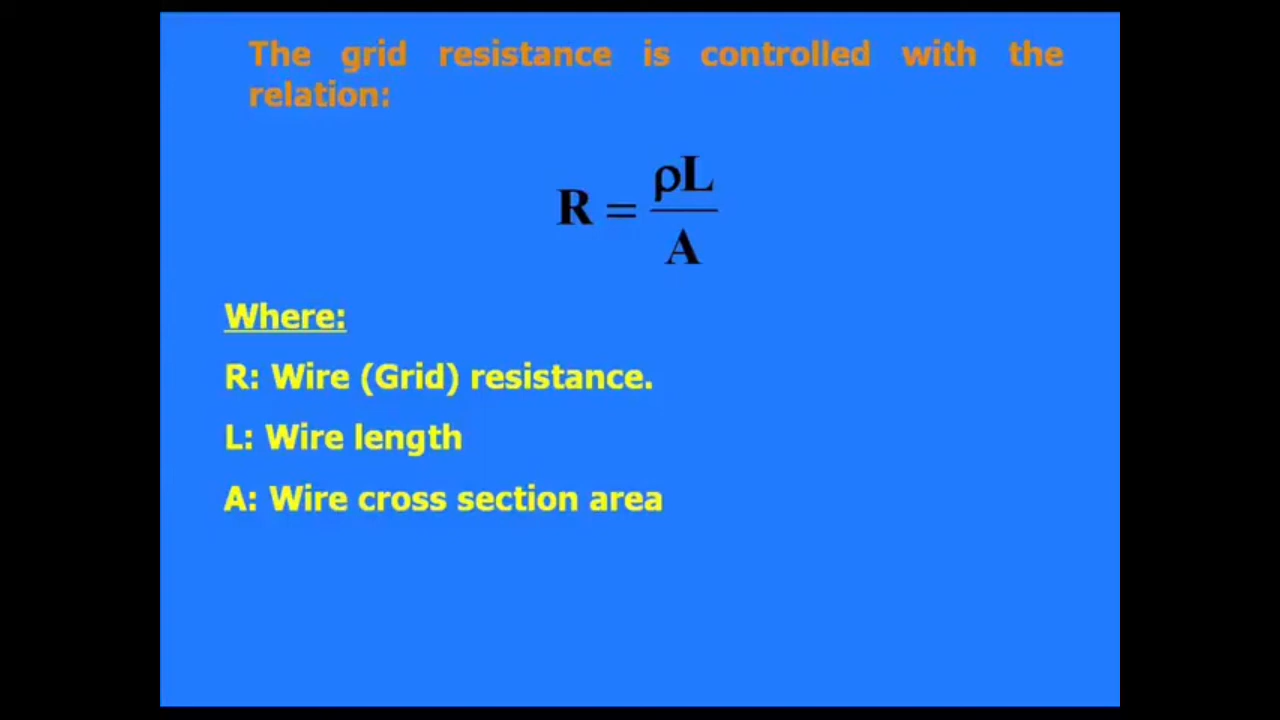 The grid resistance is controlled with the
relation:
R = ρL
A
Where:
R: Wire (Grid) resistance.
L: Wire length
A: Wire cross section area